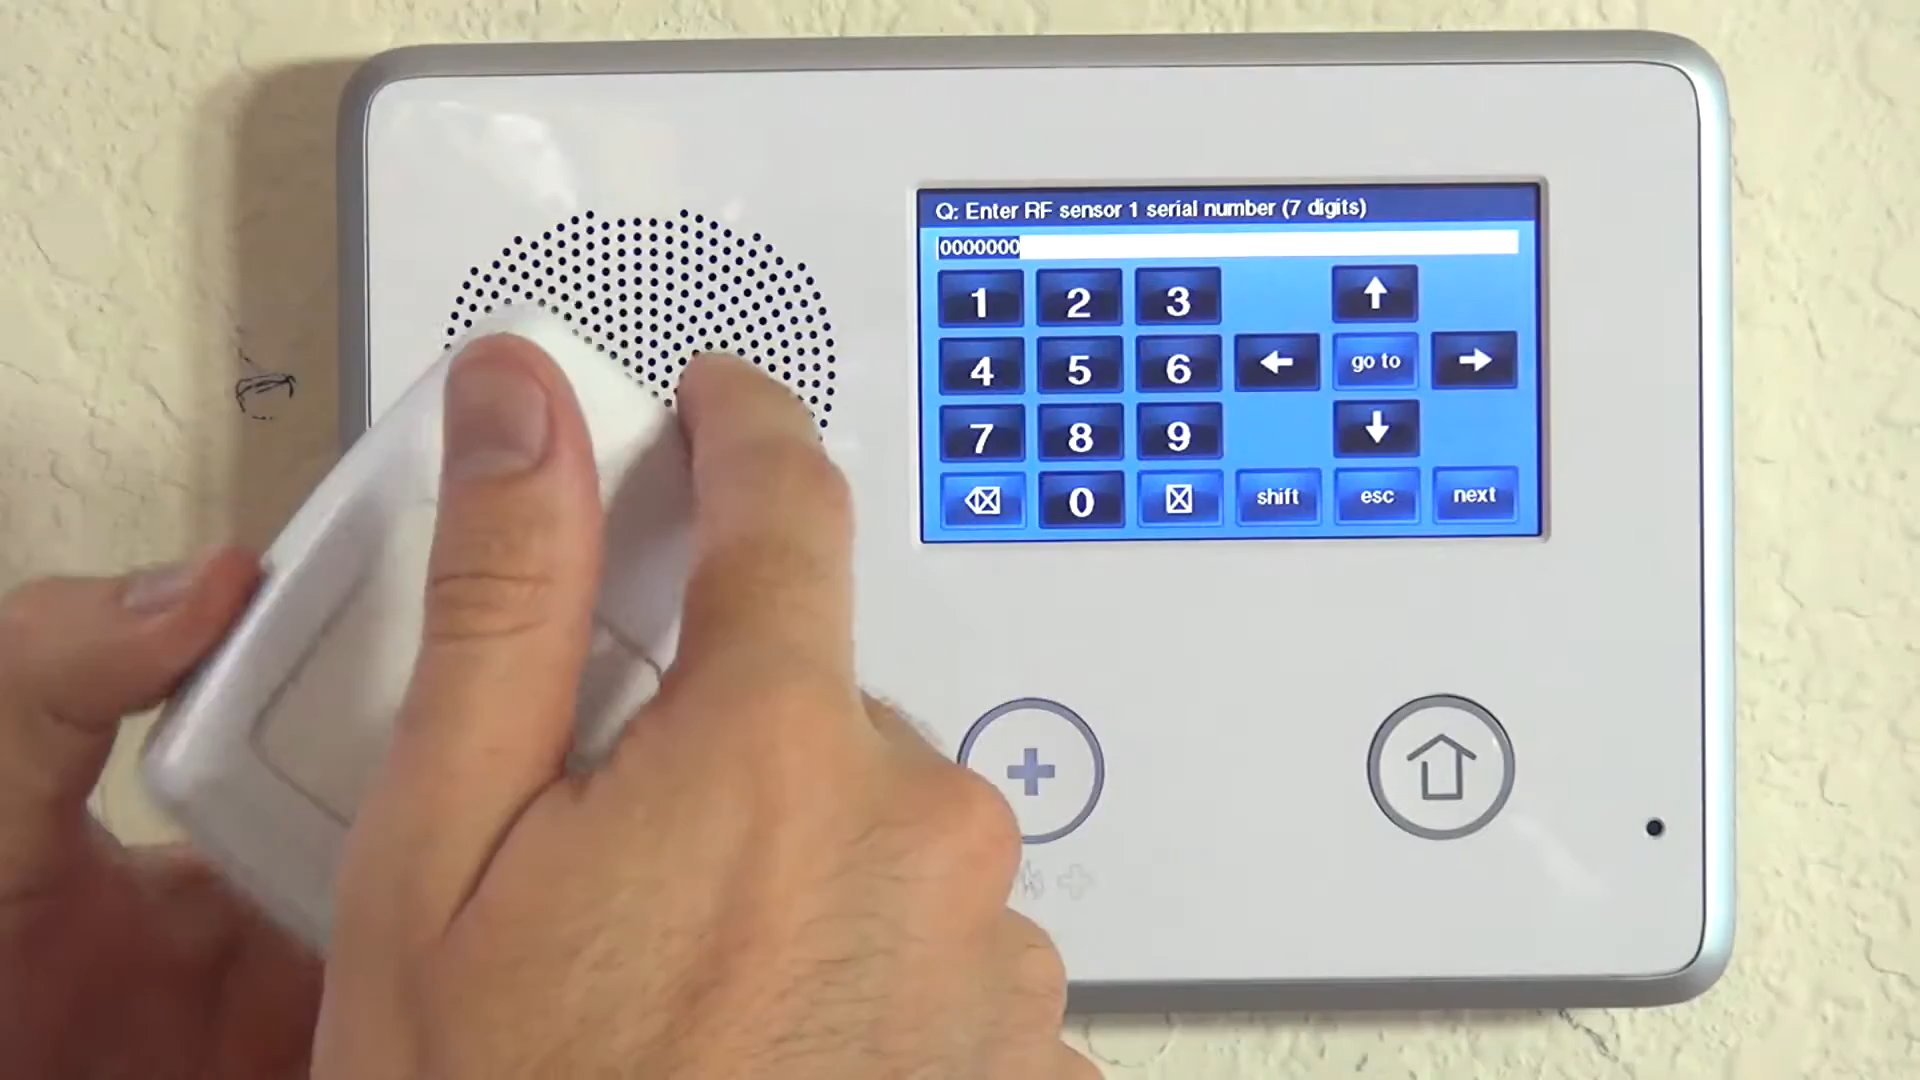 Q: Enter RF sensor 1 serial number (7 digits)
0000000
1 2 3
4 5 6 go to
7 8 9
0 shift esc next